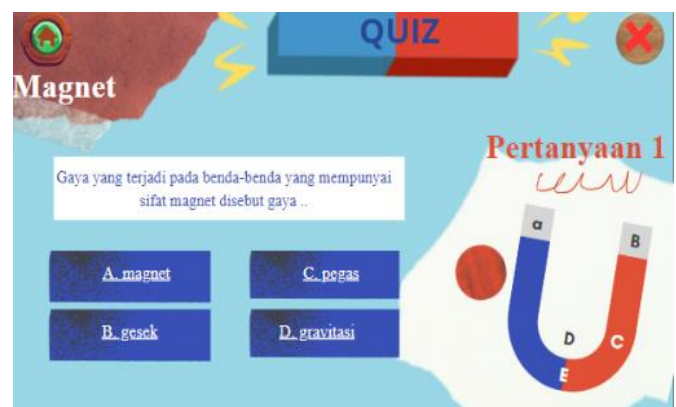 QUIZ
Magnet
Pertanyaan 1
Gaya yang terjadi pada benda-benda yang mempunyai
sifat magnet disebut gaya ..
A. magnet
C. pegas
B. gesek
D. gravitasi
a
B
D
C
E